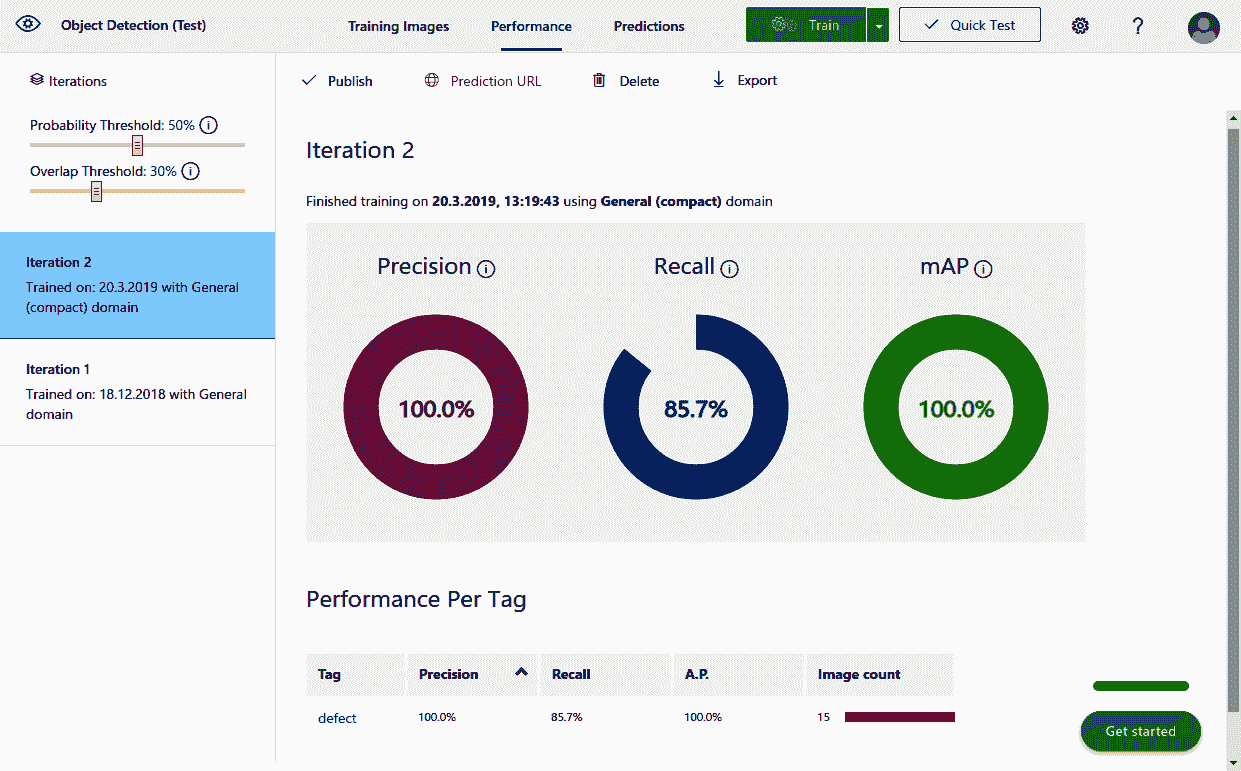 Object Detection (Test)
Training Images
Performance
Predictions
Train
Quick Test
?
Iterations
Publish
Prediction URL
Delete
Export
Probability Threshold: 50% i
Overlap Threshold: 30% i
Iteration 2
Trained on: 20.3.2019 with General
(compact) domain
Iteration 1
Trained on: 18.12.2018 with General
domain
Iteration 2
Finished training on 20.3.2019, 13:19:43 using General (compact) domain
Precision i
Recall i
mAP i
100.0%
85.7%
100.0%
Performance Per Tag
Tag Precision Recall A.P. Image count
defect 100.0% 85.7% 100.0% 15
Get started